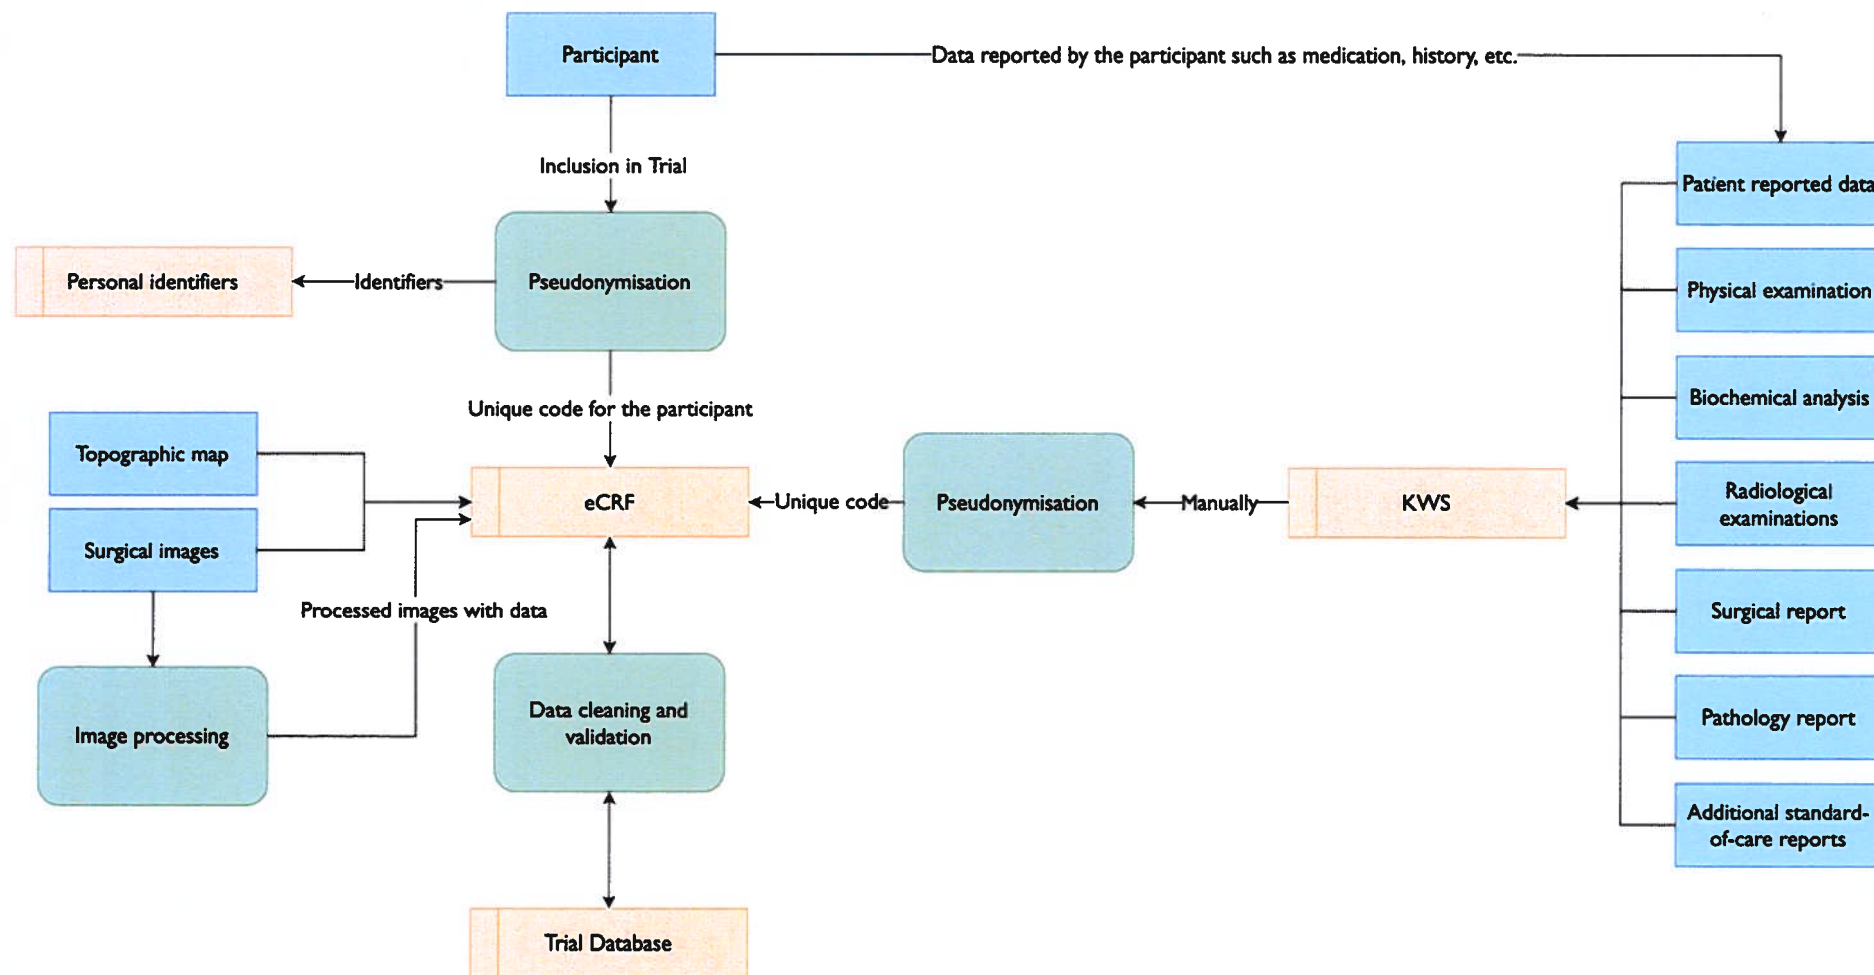 Participant
Data reported by the participant such as medication, history, etc.
Inclusion in Trial
Patient reported data
Personal identifiers
Identifiers
Pseudonymisation
Physical examination
Unique code for the participant
Biochemical analysis
Topographic map
eCRF
Unique code
Pseudonymisation
Manually
KWS
Radiological
examinations
Surgical images
Processed images with data
Surgical report
Image processing
Data cleaning and
validation
Pathology report
Additional standard-
of-care reports
Trial Database